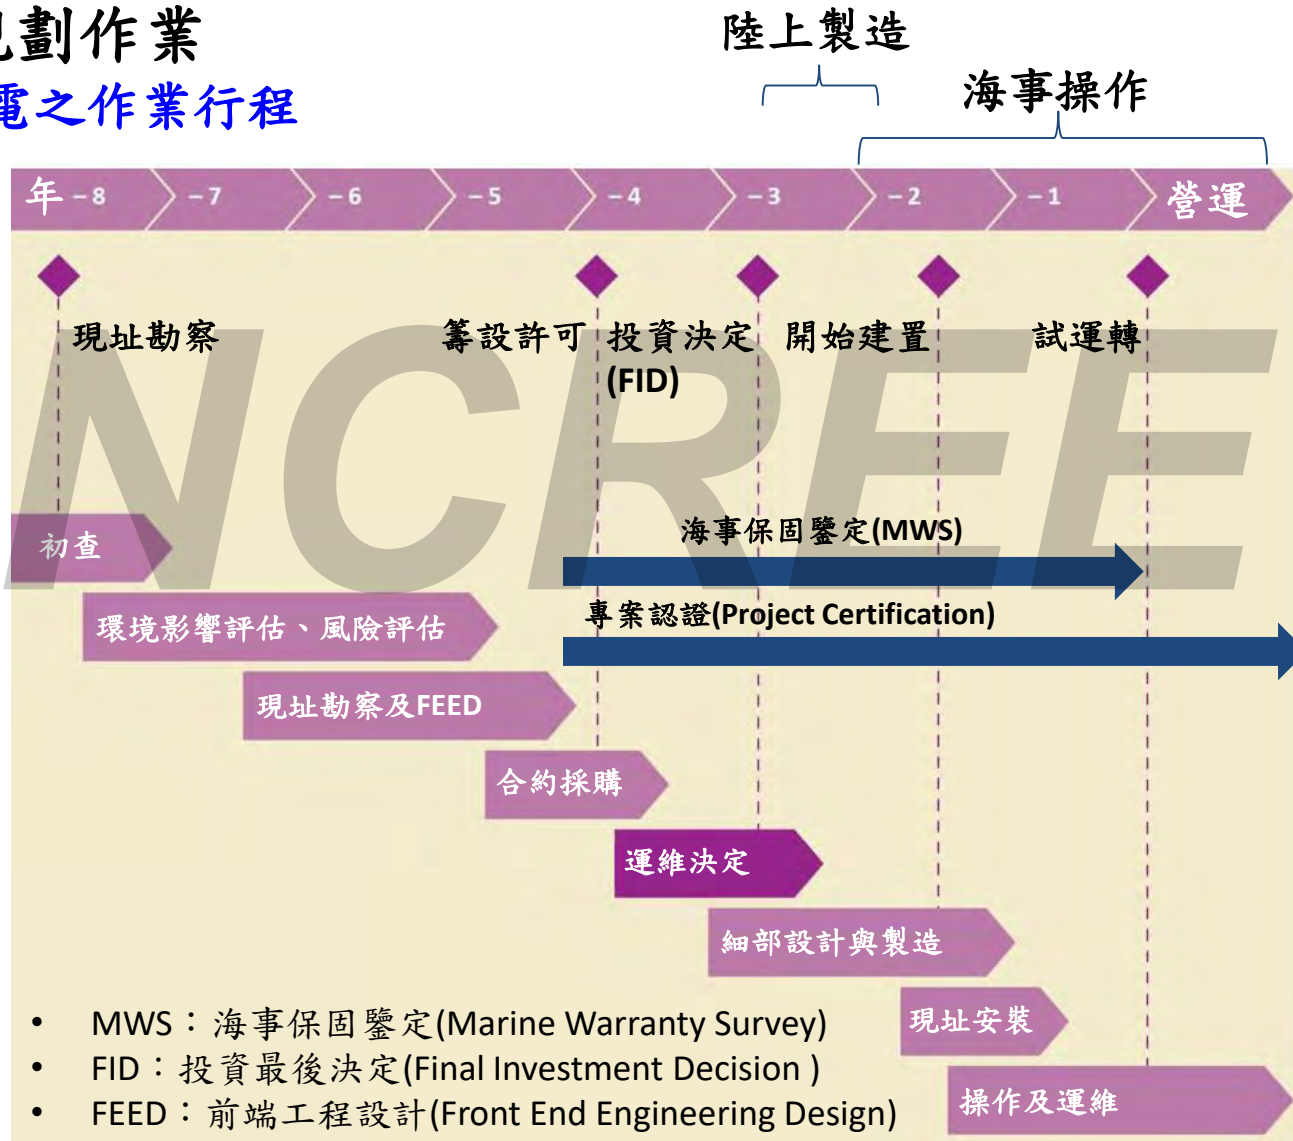 劃作業
電之作業行程
陸上製造
海事操作
年 -8 -7 -6 -5 -4 -3 -2 -1 營運
現址勘察 籌設許可 投資決定 開始建置 試運轉
(FID)
NCREE
海事保固鑒定(MWS)
初查
專案認證(Project Certification)
環境影響評估、風險評估
現址勘察及FEED
合約採購
運維決定
細部設計與製造
現址安裝
操作及運維
• MWS：海事保固鑒定(Marine Warranty Survey)
• FID：投資最後決定(Final Investment Decision )
• FEED：前端工程設計(Front End Engineering Design)